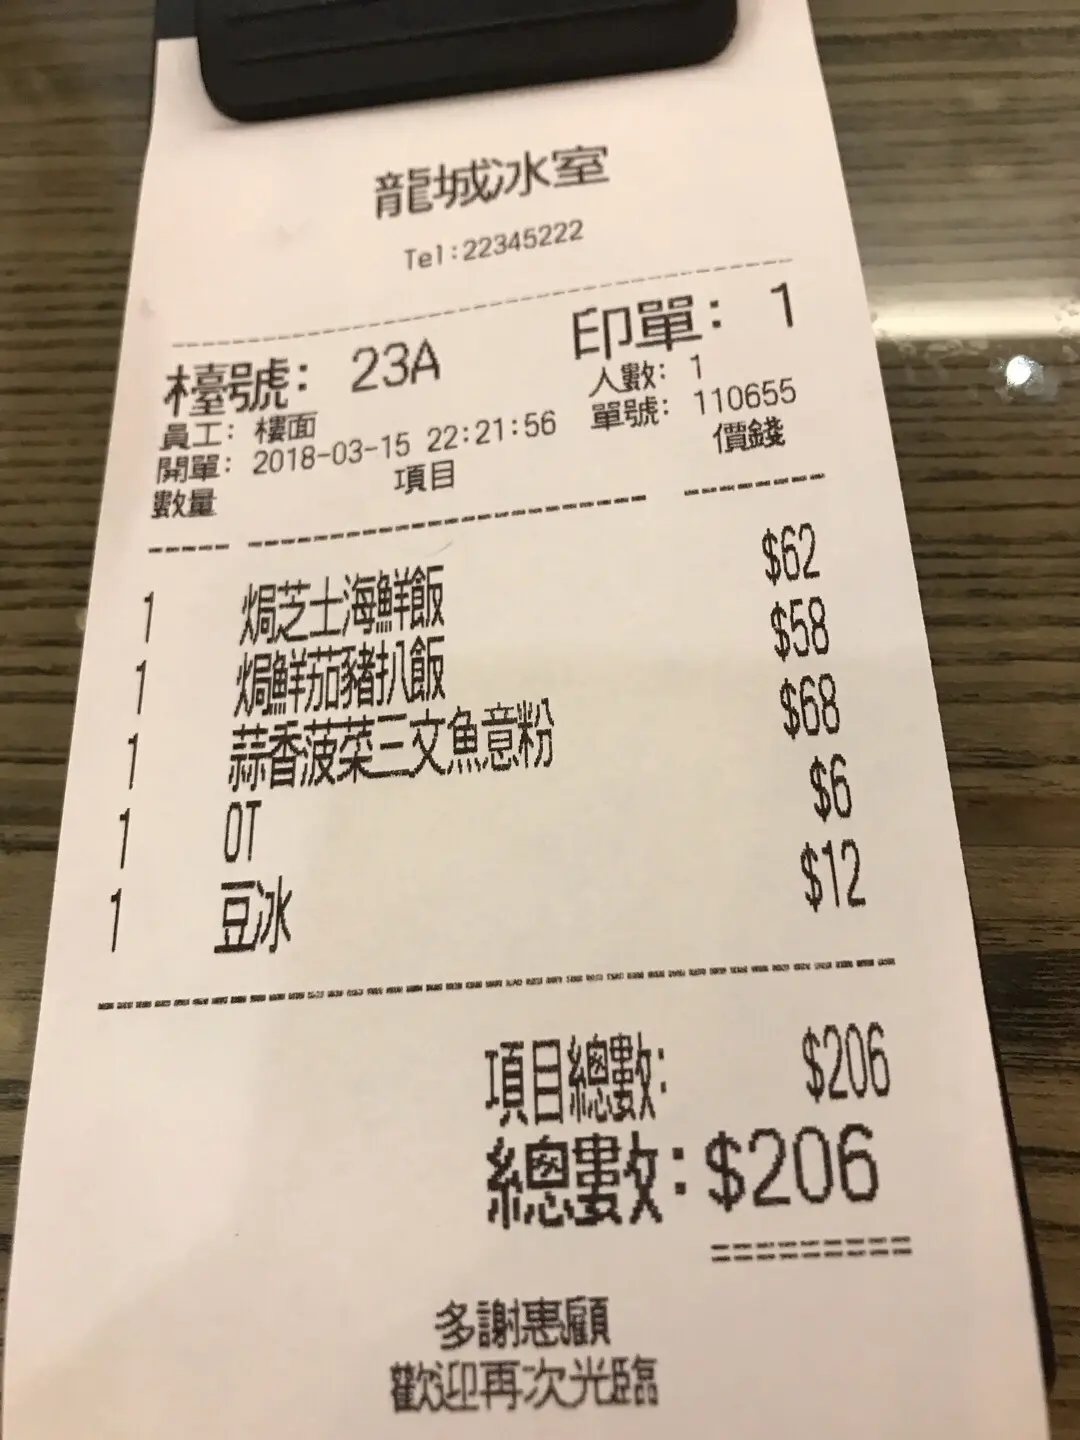 龍城冰室
Tel:22345222
檯號: 23A 印單: 1
員工: 樓面 人數: 1
開單: 2018-03-15 22:21:56 單號: 110655
數量 項目 價錢
1 焗芝士海鮮飯 $62
1 焗鮮茄豬扒飯 $58
1 蒜香菠菜三文魚意粉 $68
1 OT $6
1 豆冰 $12
項目總數: $206
總數: $206
多謝惠顧
歡迎再次光臨